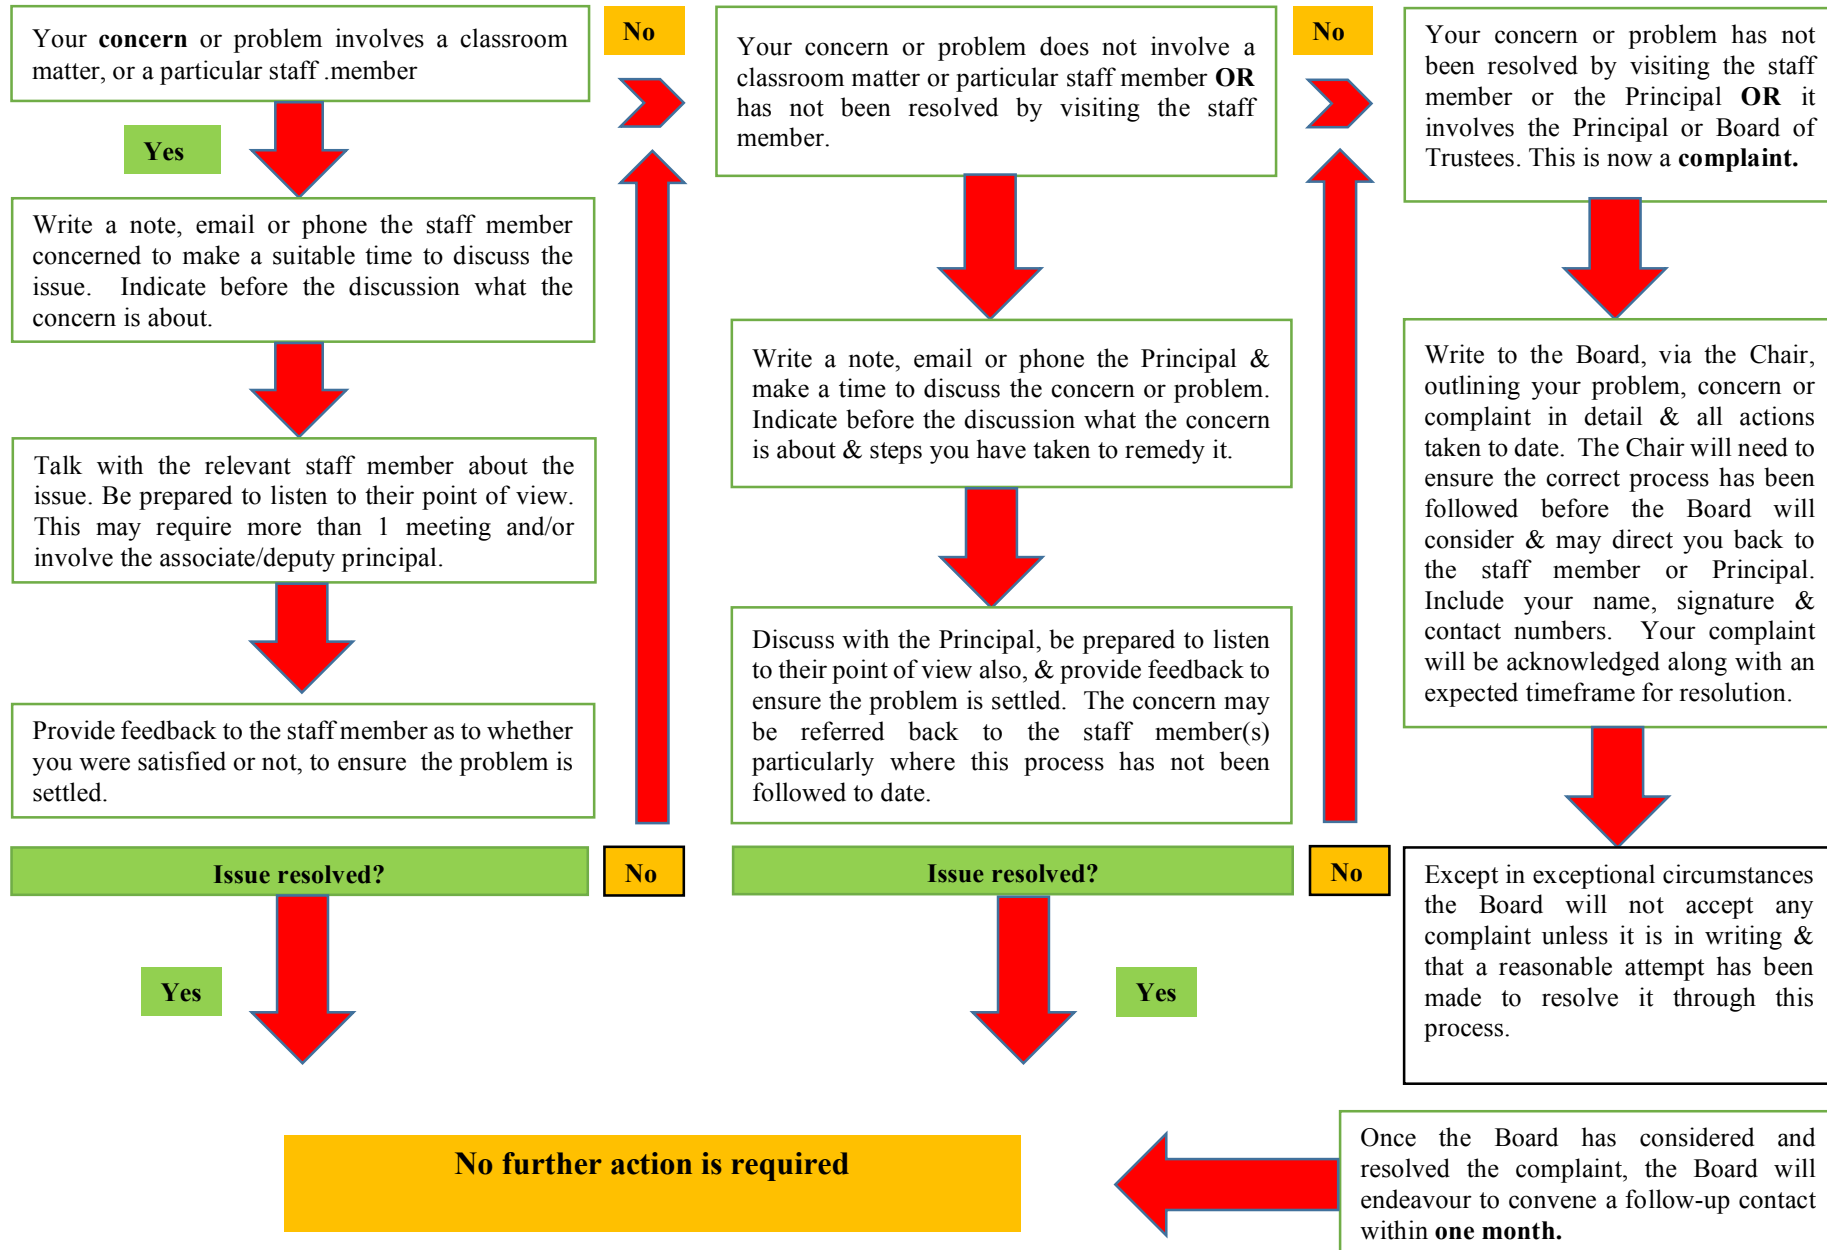 Your concern or problem involves a classroom
matter, or a particular staff .member
Yes
Write a note, email or phone the staff member
concerned to make a suitable time to discuss the
issue. Indicate before the discussion what the
concern is about.
Talk with the relevant staff member about the
issue. Be prepared to listen to their point of view.
This may require more than 1 meeting and/or
involve the associate/deputy principal.
Provide feedback to the staff member as to whether
you were satisfied or not, to ensure the problem is
settled.
Issue resolved?
Yes
No
No
Your concern or problem does not involve a
classroom matter or particular staff member OR
has not been resolved by visiting the staff
member.
Write a note, email or phone the Principal &
make a time to discuss the concern or problem.
Indicate before the discussion what the concern
is about & steps you have taken to remedy it.
Discuss with the Principal, be prepared to listen
to their point of view also, & provide feedback to
ensure the problem is settled. The concern may
be referred back to the staff member(s)
particularly where this process has not been
followed to date.
Issue resolved?
Yes
No
No
Your concern or problem has not
been resolved by visiting the staff
member or the Principal OR it
involves the Principal or Board of
Trustees. This is now a complaint.
Write to the Board, via the Chair,
outlining your problem, concern or
complaint in detail & all actions
taken to date. The Chair will need to
ensure the correct process has been
followed before the Board will
consider & may direct you back to
the staff member or Principal.
Include your name, signature &
contact numbers. Your complaint
will be acknowledged along with an
expected timeframe for resolution.
Except in exceptional circumstances
the Board will not accept any
complaint unless it is in writing &
that a reasonable attempt has been
made to resolve it through this
process.
Once the Board has considered and
resolved the complaint, the Board will
endeavour to convene a follow-up contact
within one month.
No further action is required